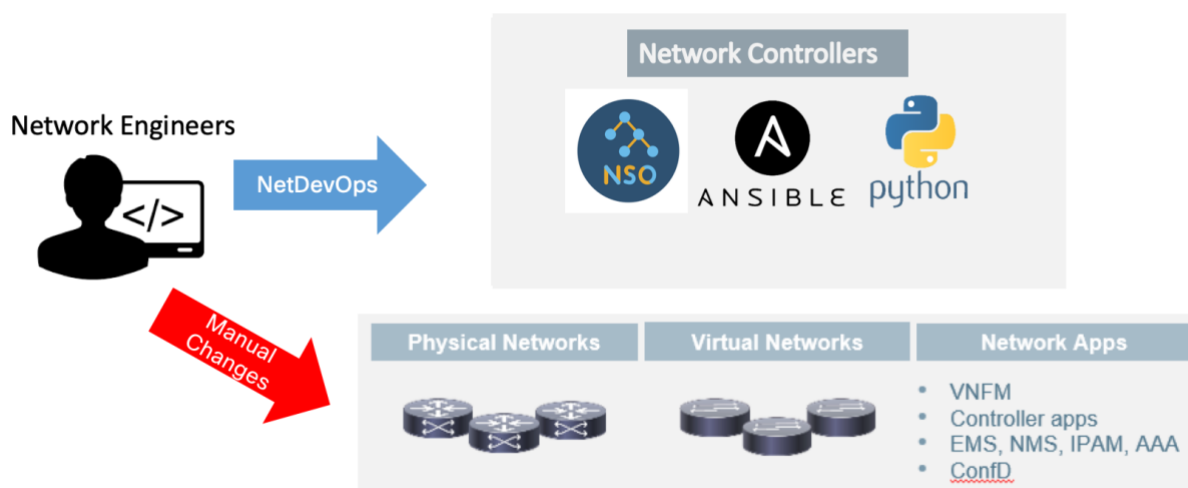 Network Controllers
Network Engineers
</>
NetDevOps
NSO
ANSIBLE
python
Manual
Changes
Physical Networks
Virtual Networks
Network Apps
• VNFM
• Controller apps
• EMS, NMS, IPAM, AAA
• ConfD